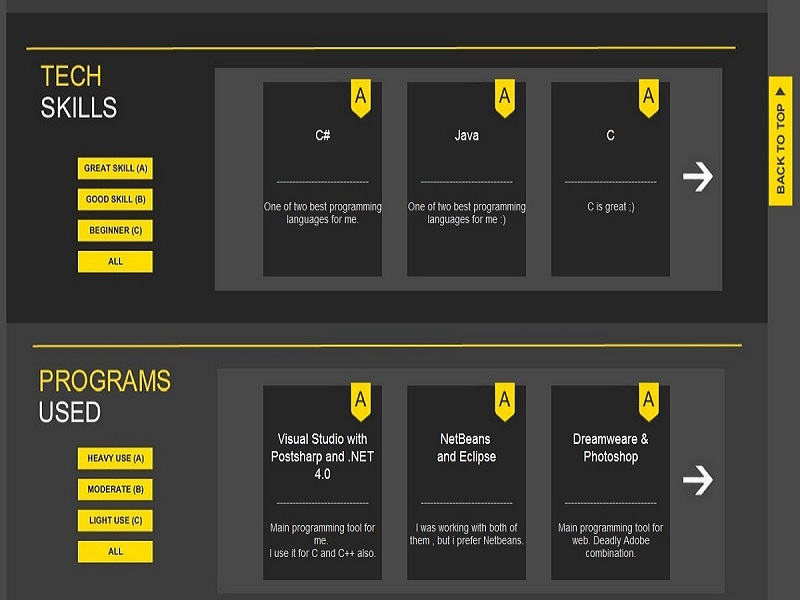 TECH
SKILLS
GREAT SKILL (A)
GOOD SKILL (B)
BEGINNER (C)
ALL
A
C#
One of two best programming
languages for me.
A
Java
One of two best programming
languages for me :)
A
C
C is great ;)
BACK TO TOP
PROGRAMS
USED
HEAVY USE (A)
MODERATE (B)
LIGHT USE (C)
ALL
A
Visual Studio with
Postsharp and .NET
4.0
Main programming tool for
me.
I use it for C and C++ also.
A
NetBeans
and Eclipse
I was working with both of
them , but i prefer Netbeans.
A
Dreamweare &
Photoshop
Main programming tool for
web. Deadly Adobe
combination.